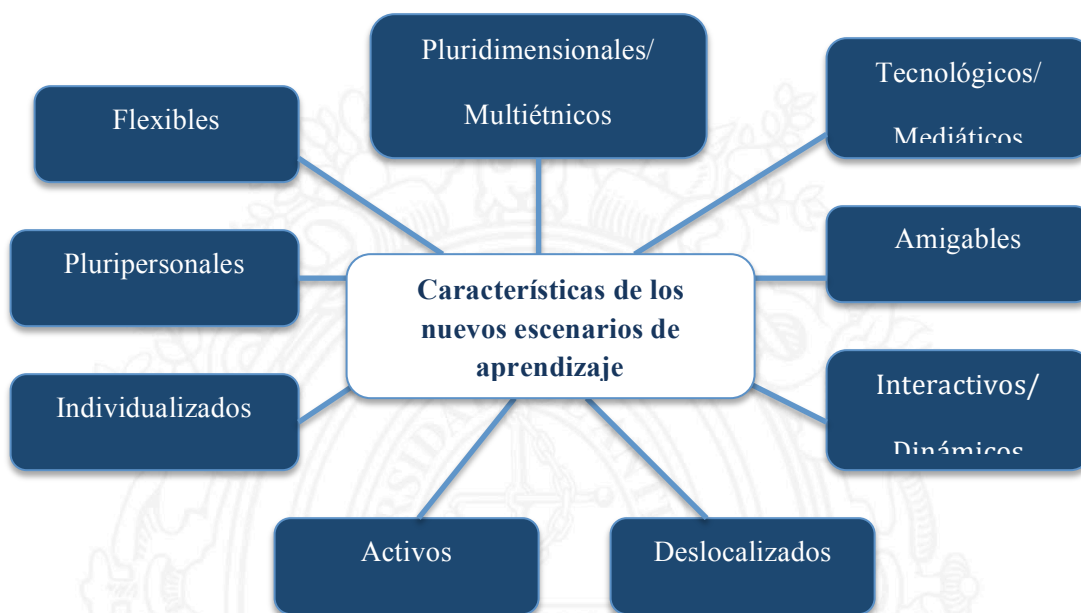 Pluridimensionales/
Multiétnicos
Tecnológicos/
Mediáticos
Flexibles
Amigables
Pluripersonales
Características de los
nuevos escenarios de
aprendizaje
Interactivos/
Dinámicos
Individualizados
Activos
Deslocalizados